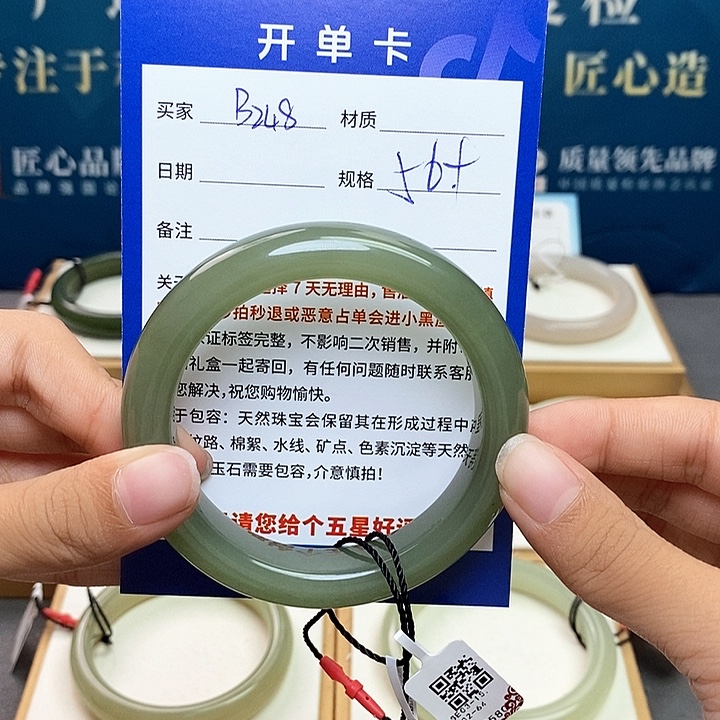 专注于
匠心造
匠心品牌
质量领先品牌
开单卡
买家 B248 材质
日期 规格 56+
备注
7天无理由,
拍秒退或恶意占单会进小黑
证标签完整,不影响二次销售,并附
礼盒一起寄回,有任何问题随时联系客服
您解决,祝您购物愉快。
于包容:天然珠宝会保留其在形成过程中
纹路、棉絮、水线、矿点、色素沉淀等天然
玉石需要包容,介意慎拍!
请您给个五星好评